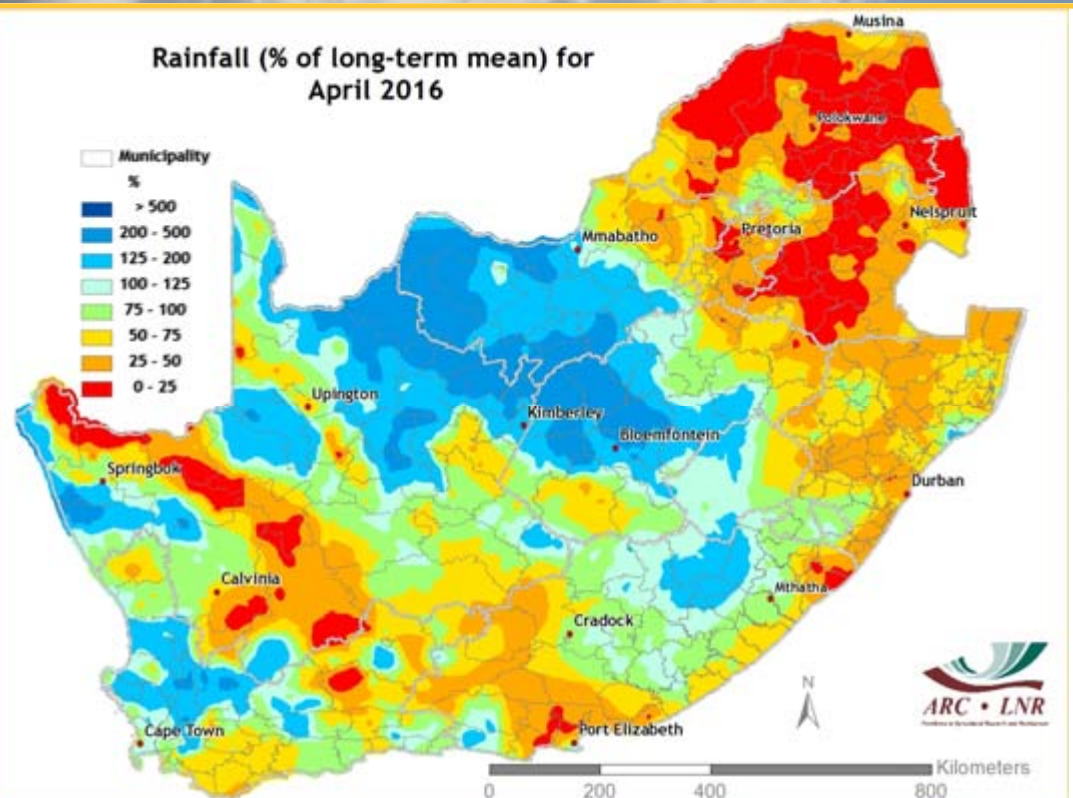 Rainfall (% of long-term mean) for
April 2016
Municipality
%
> 500
200 - 500
125 - 200
100 - 125
75 - 100
50 - 75
25 - 50
0 - 25
Musina
Polokwane
Nelspruit
Pretoria
Mmabatho
Upington
Kimberley
Bloemfontein
Springbok
Durban
Calvinia
Mthatha
Cradock
Cape Town
Port Elizabeth
N
ARC • LNR
Kilometers
0 200 400 800